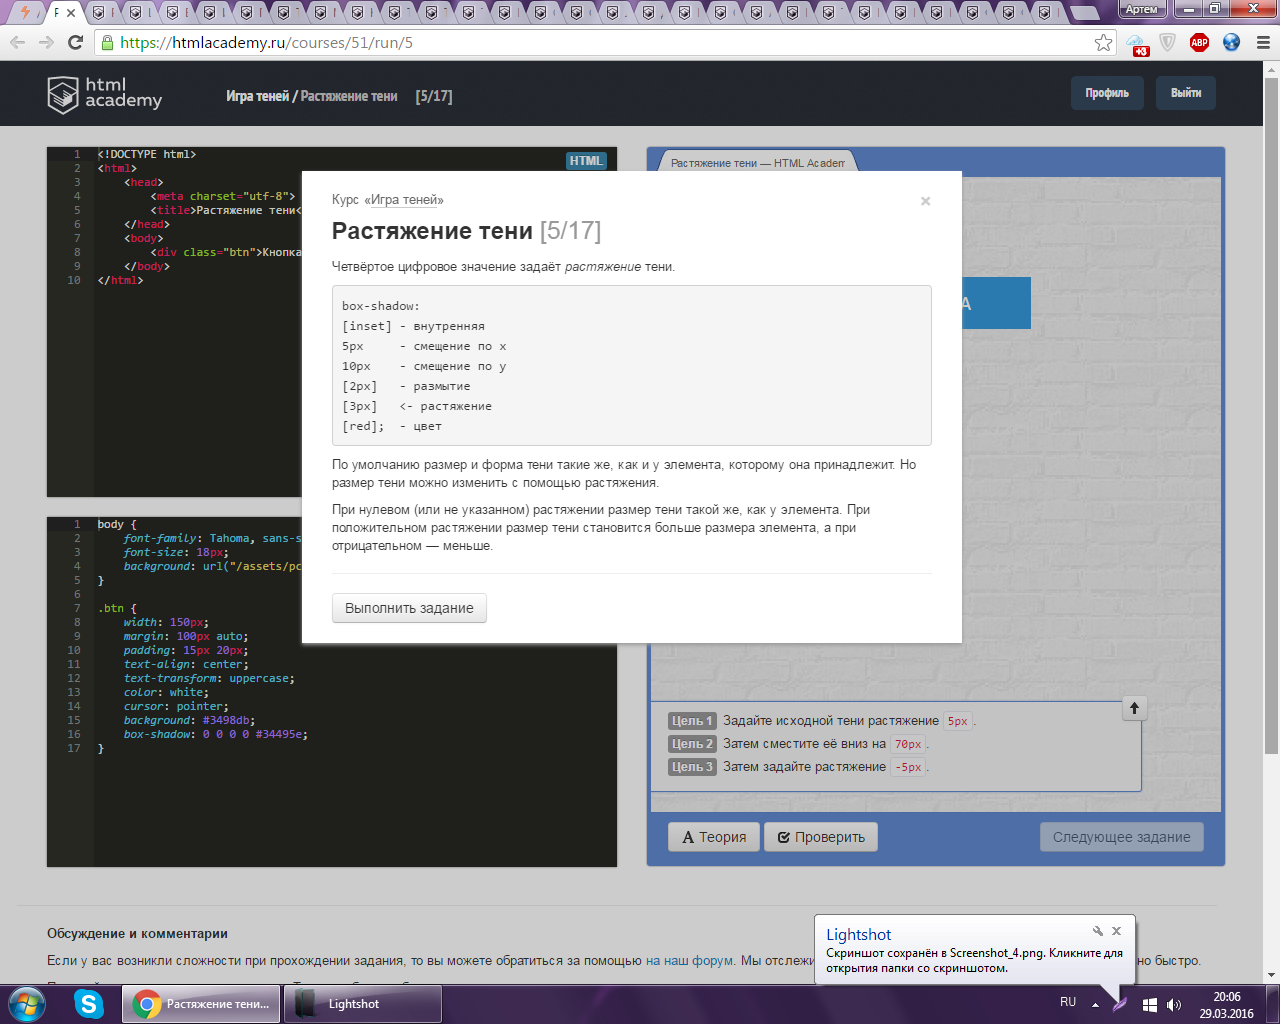 Артем
https://htmlacademy.ru/courses/51/run/5
+3
ABP
html
academy
Игра теней / Растяжение тени [5/17]
Профиль
Выйти
1 <!DOCTYPE html>
HTML
2 <html>
3 <head>
4 <meta charset="utf-8">
5 <title>Растяжение тени<
6 </head>
7 <body>
8 <div class="btn">Кнопка
9 </body>
10 </html>
Растяжение тени — HTML Academ
А
Курс «Игра теней»
×
Растяжение тени [5/17]
Четвёртое цифровое значение задаёт растяжение тени.
box-shadow:
[inset] - внутренняя
5px - смещение по x
10px - смещение по y
[2px] - размытие
[3px] <- растяжение
[red]; - цвет
По умолчанию размер и форма тени такие же, как и у элемента, которому она принадлежит. Но
размер тени можно изменить с помощью растяжения.
При нулевом (или не указанном) растяжении размер тени такой же, как у элемента. При
положительном растяжении размер тени становится больше размера элемента, а при
отрицательном — меньше.
Выполнить задание
1 body {
2 font-family: Tahoma, sans-s
3 font-size: 18px;
4 background: url("/assets/pc
5 }
6
7 .btn {
8 width: 150px;
9 margin: 100px auto;
10 padding: 15px 20px;
11 text-align: center;
12 text-transform: uppercase;
13 color: white;
14 cursor: pointer;
15 background: #3498db;
16 box-shadow: 0 0 0 0 #34495e;
17 }
Цель 1 Задайте исходной тени растяжение 5px .
Цель 2 Затем сместите её вниз на 70px .
Цель 3 Затем задайте растяжение -5px .
Теория
Проверить
Следующее задание
Обсуждение и комментарии
Если у вас возникли сложности при прохождении задания, то вы можете обратиться за помощью на наш форум. Мы отслежи
но быстро.
Lightshot
Скриншот сохранён в Screenshot_4.png. Кликните для
открытия папки со скриншотом.
Растяжение тени...
Lightshot
RU
20:06
29.03.2016